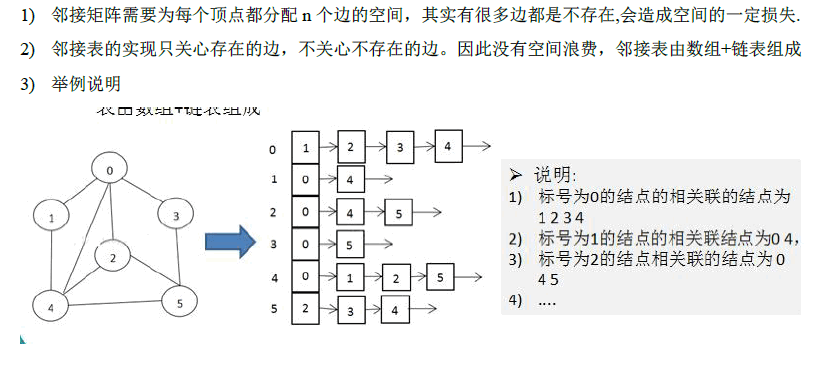 1) 邻接矩阵需要为每个顶点都分配 n 个边的空间，其实有很多边都是不存在,会造成空间的一定损失.
2) 邻接表的实现只关心存在的边，不关心不存在的边。因此没有空间浪费，邻接表由数组+链表组成
3) 举例说明
表由数组+链表组成
0
1
3
2
4
5
0 1 2 3 4
1 0 4
2 0 4 5
3 0 5
4 0 1 2 5
5 2 3 4
➢ 说明:
1) 标号为0的结点的相关联的结点为
1 2 3 4
2) 标号为1的结点的相关联结点为0 4，
3) 标号为2的结点相关联的结点为 0
4 5
4) ....